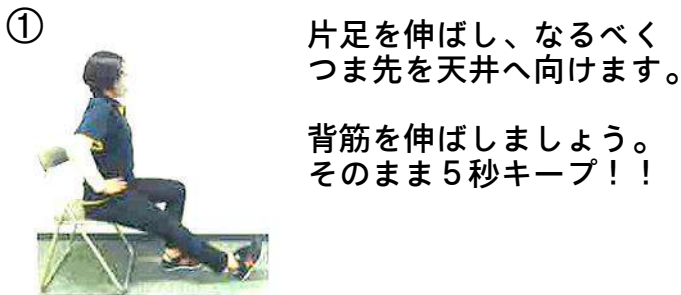 ①
片足を伸ばし、なるべく
つま先を天井へ向けます。
背筋を伸ばしましょう。
そのまま５秒キープ！！